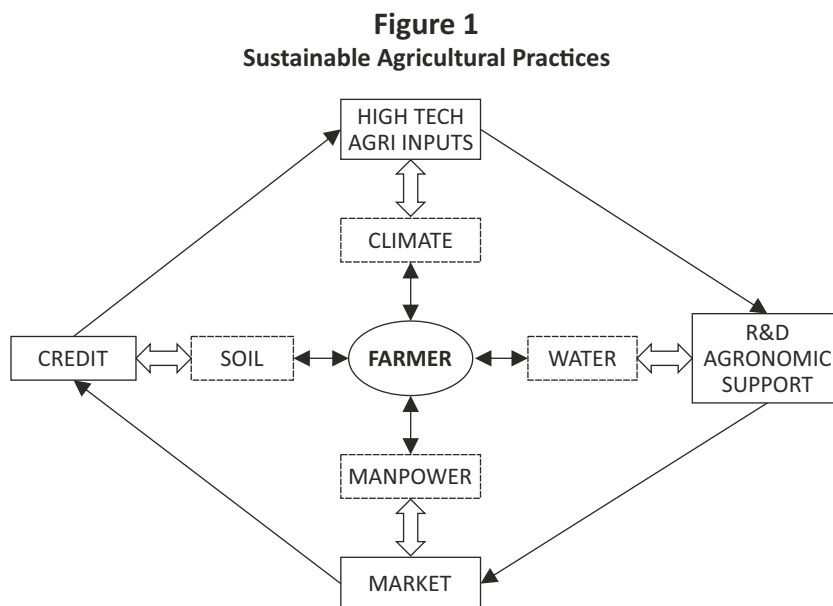 Figure 1
Sustainable Agricultural Practices
HIGH TECH
AGRI INPUTS
CLIMATE
CREDIT
SOIL
FARMER
WATER
R&D
AGRONOMIC
SUPPORT
MANPOWER
MARKET